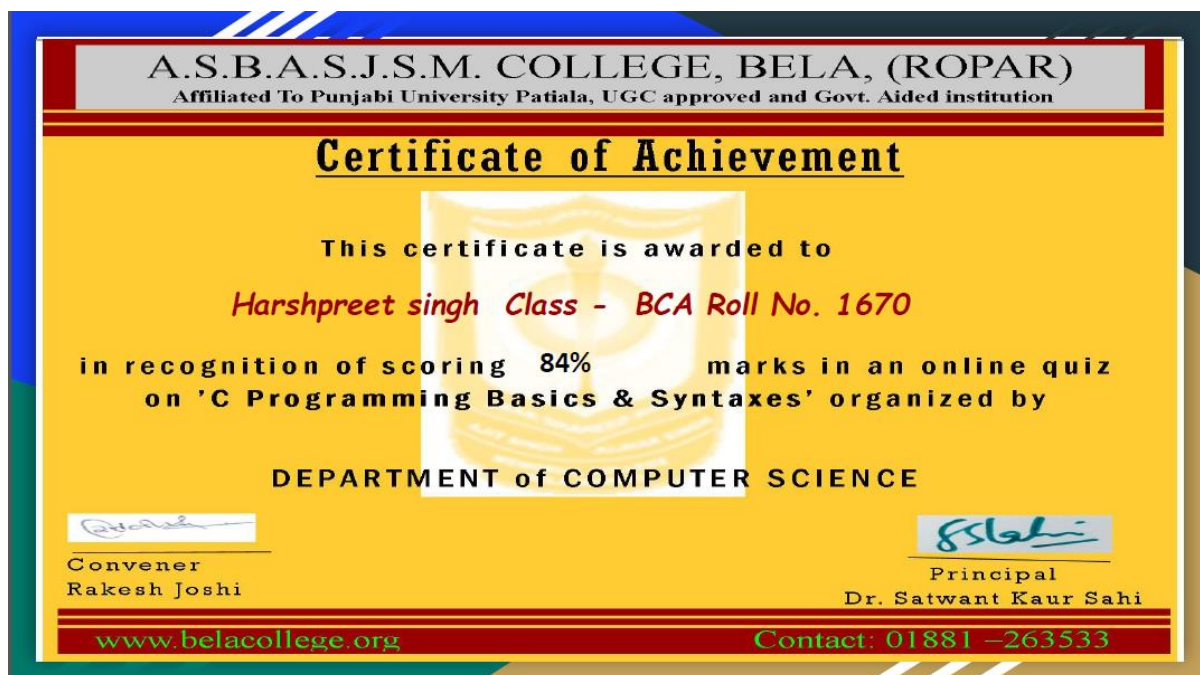 A.S.B.A.S.J.S.M. COLLEGE, BELA, (ROPAR)
Affiliated To Punjabi University Patiala, UGC approved and Govt. Aided institution
Certificate of Achievement
This certificate is awarded to
Harshpreet singh Class - BCA Roll No. 1670
in recognition of scoring 84% marks in an online quiz
on 'C Programming Basics & Syntaxes' organized by
DEPARTMENT of COMPUTER SCIENCE
Convener
Rakesh Joshi
Principal
Dr. Satwant Kaur Sahi
www.belacollege.org
Contact: 01881 –263533